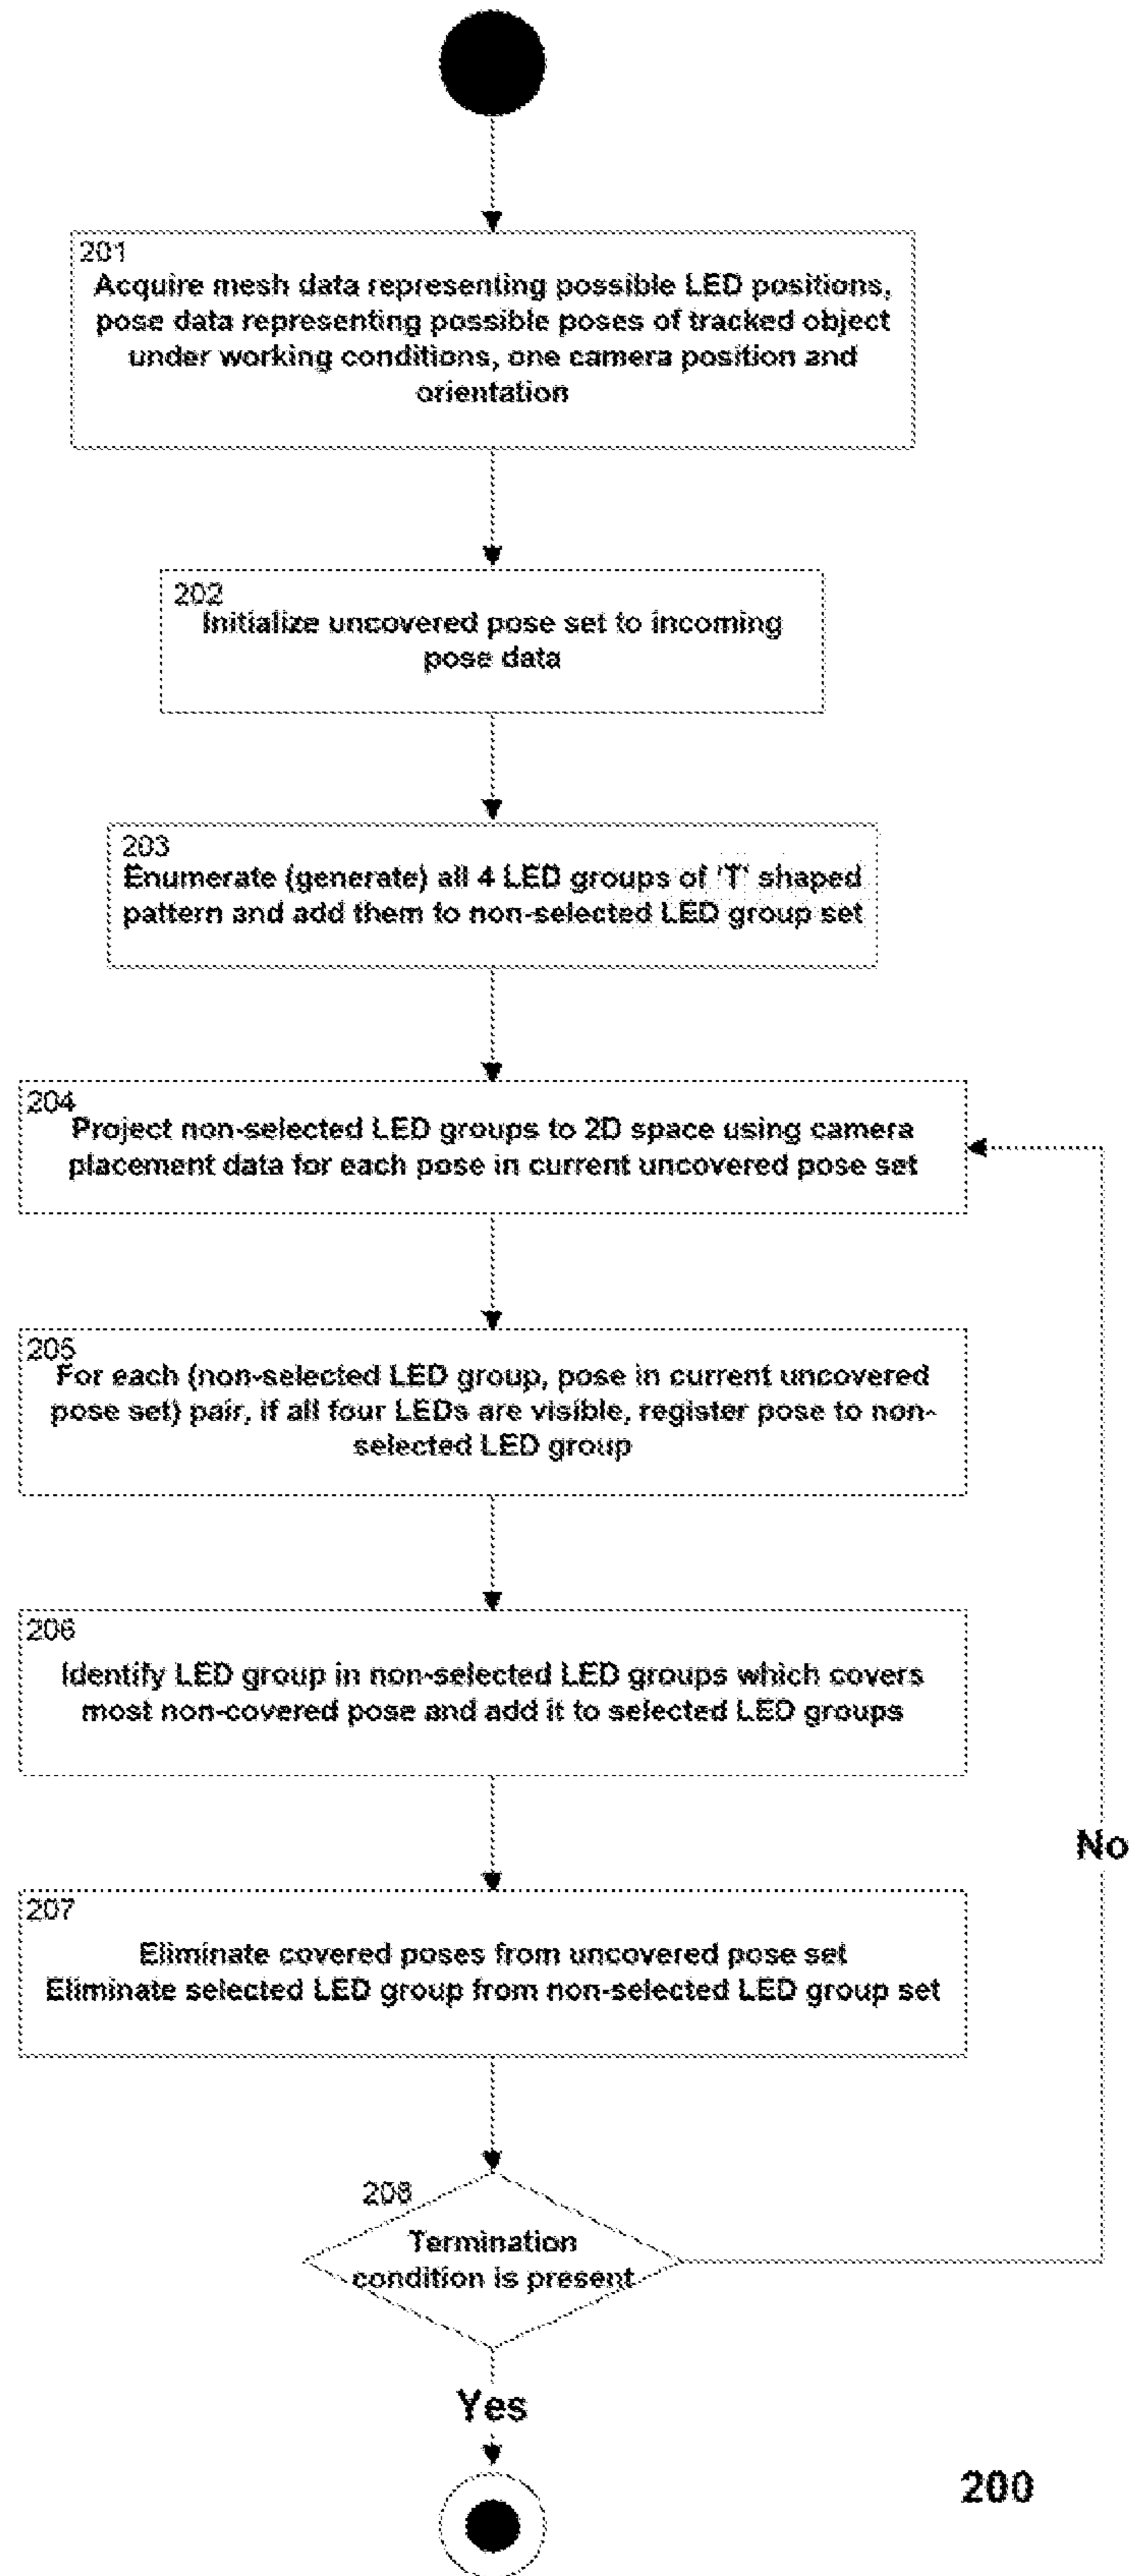 201
Acquire mesh data representing possible LED positions,
pose data representing possible poses of tracked object
under working conditions, one camera position and
orientation
202
Initialize uncovered pose set to incoming
pose data
203
Enumerate (generate) all 4 LED groups of 'T' shaped
pattern and add them to non-selected LED group set
204
Project non-selected LED groups to 2D space using camera
placement data for each pose in current uncovered pose set
205
For each (non-selected LED group, pose in current uncovered
pose set) pair, if all four LEDs are visible, register pose to non-
selected LED group
206
Identify LED group in non-selected LED groups which covers
most non-covered pose and add it to selected LED groups
No
207
Eliminate covered poses from uncovered pose set
Eliminate selected LED group from non-selected LED group set
208
Termination
condition is present
Yes
200